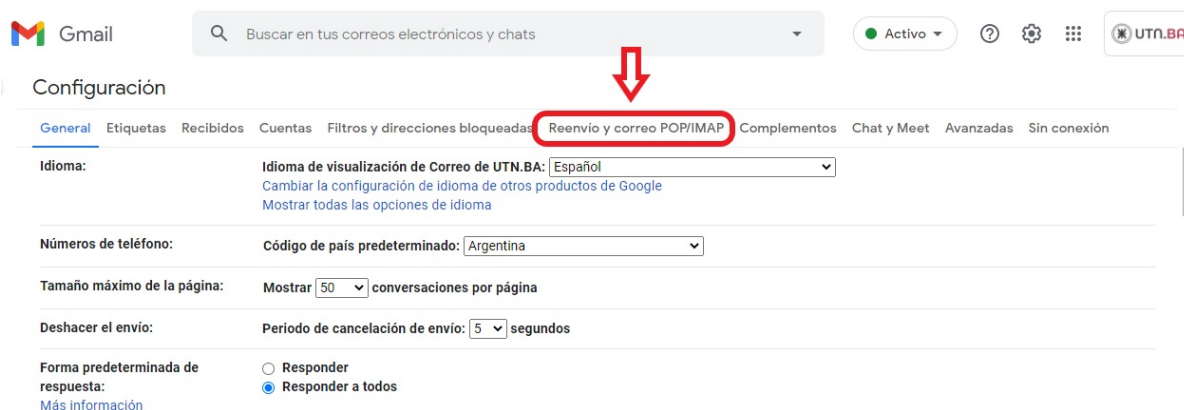 Gmail
Buscar en tus correos electrónicos y chats
Activo
UTN.BA
Configuración
General Etiquetas Recibidos Cuentas Filtros y direcciones bloqueadas Reenvío y correo POP/IMAP Complementos Chat y Meet Avanzadas Sin conexión
Idioma: Idioma de visualización de Correo de UTN.BA: Español
Cambiar la configuración de idioma de otros productos de Google
Mostrar todas las opciones de idioma
Números de teléfono: Código de país predeterminado: Argentina
Tamaño máximo de la página: Mostrar 50 conversaciones por página
Deshacer el envío: Periodo de cancelación de envío: 5 segundos
Forma predeterminada de Responder
respuesta: Responder a todos
Más información